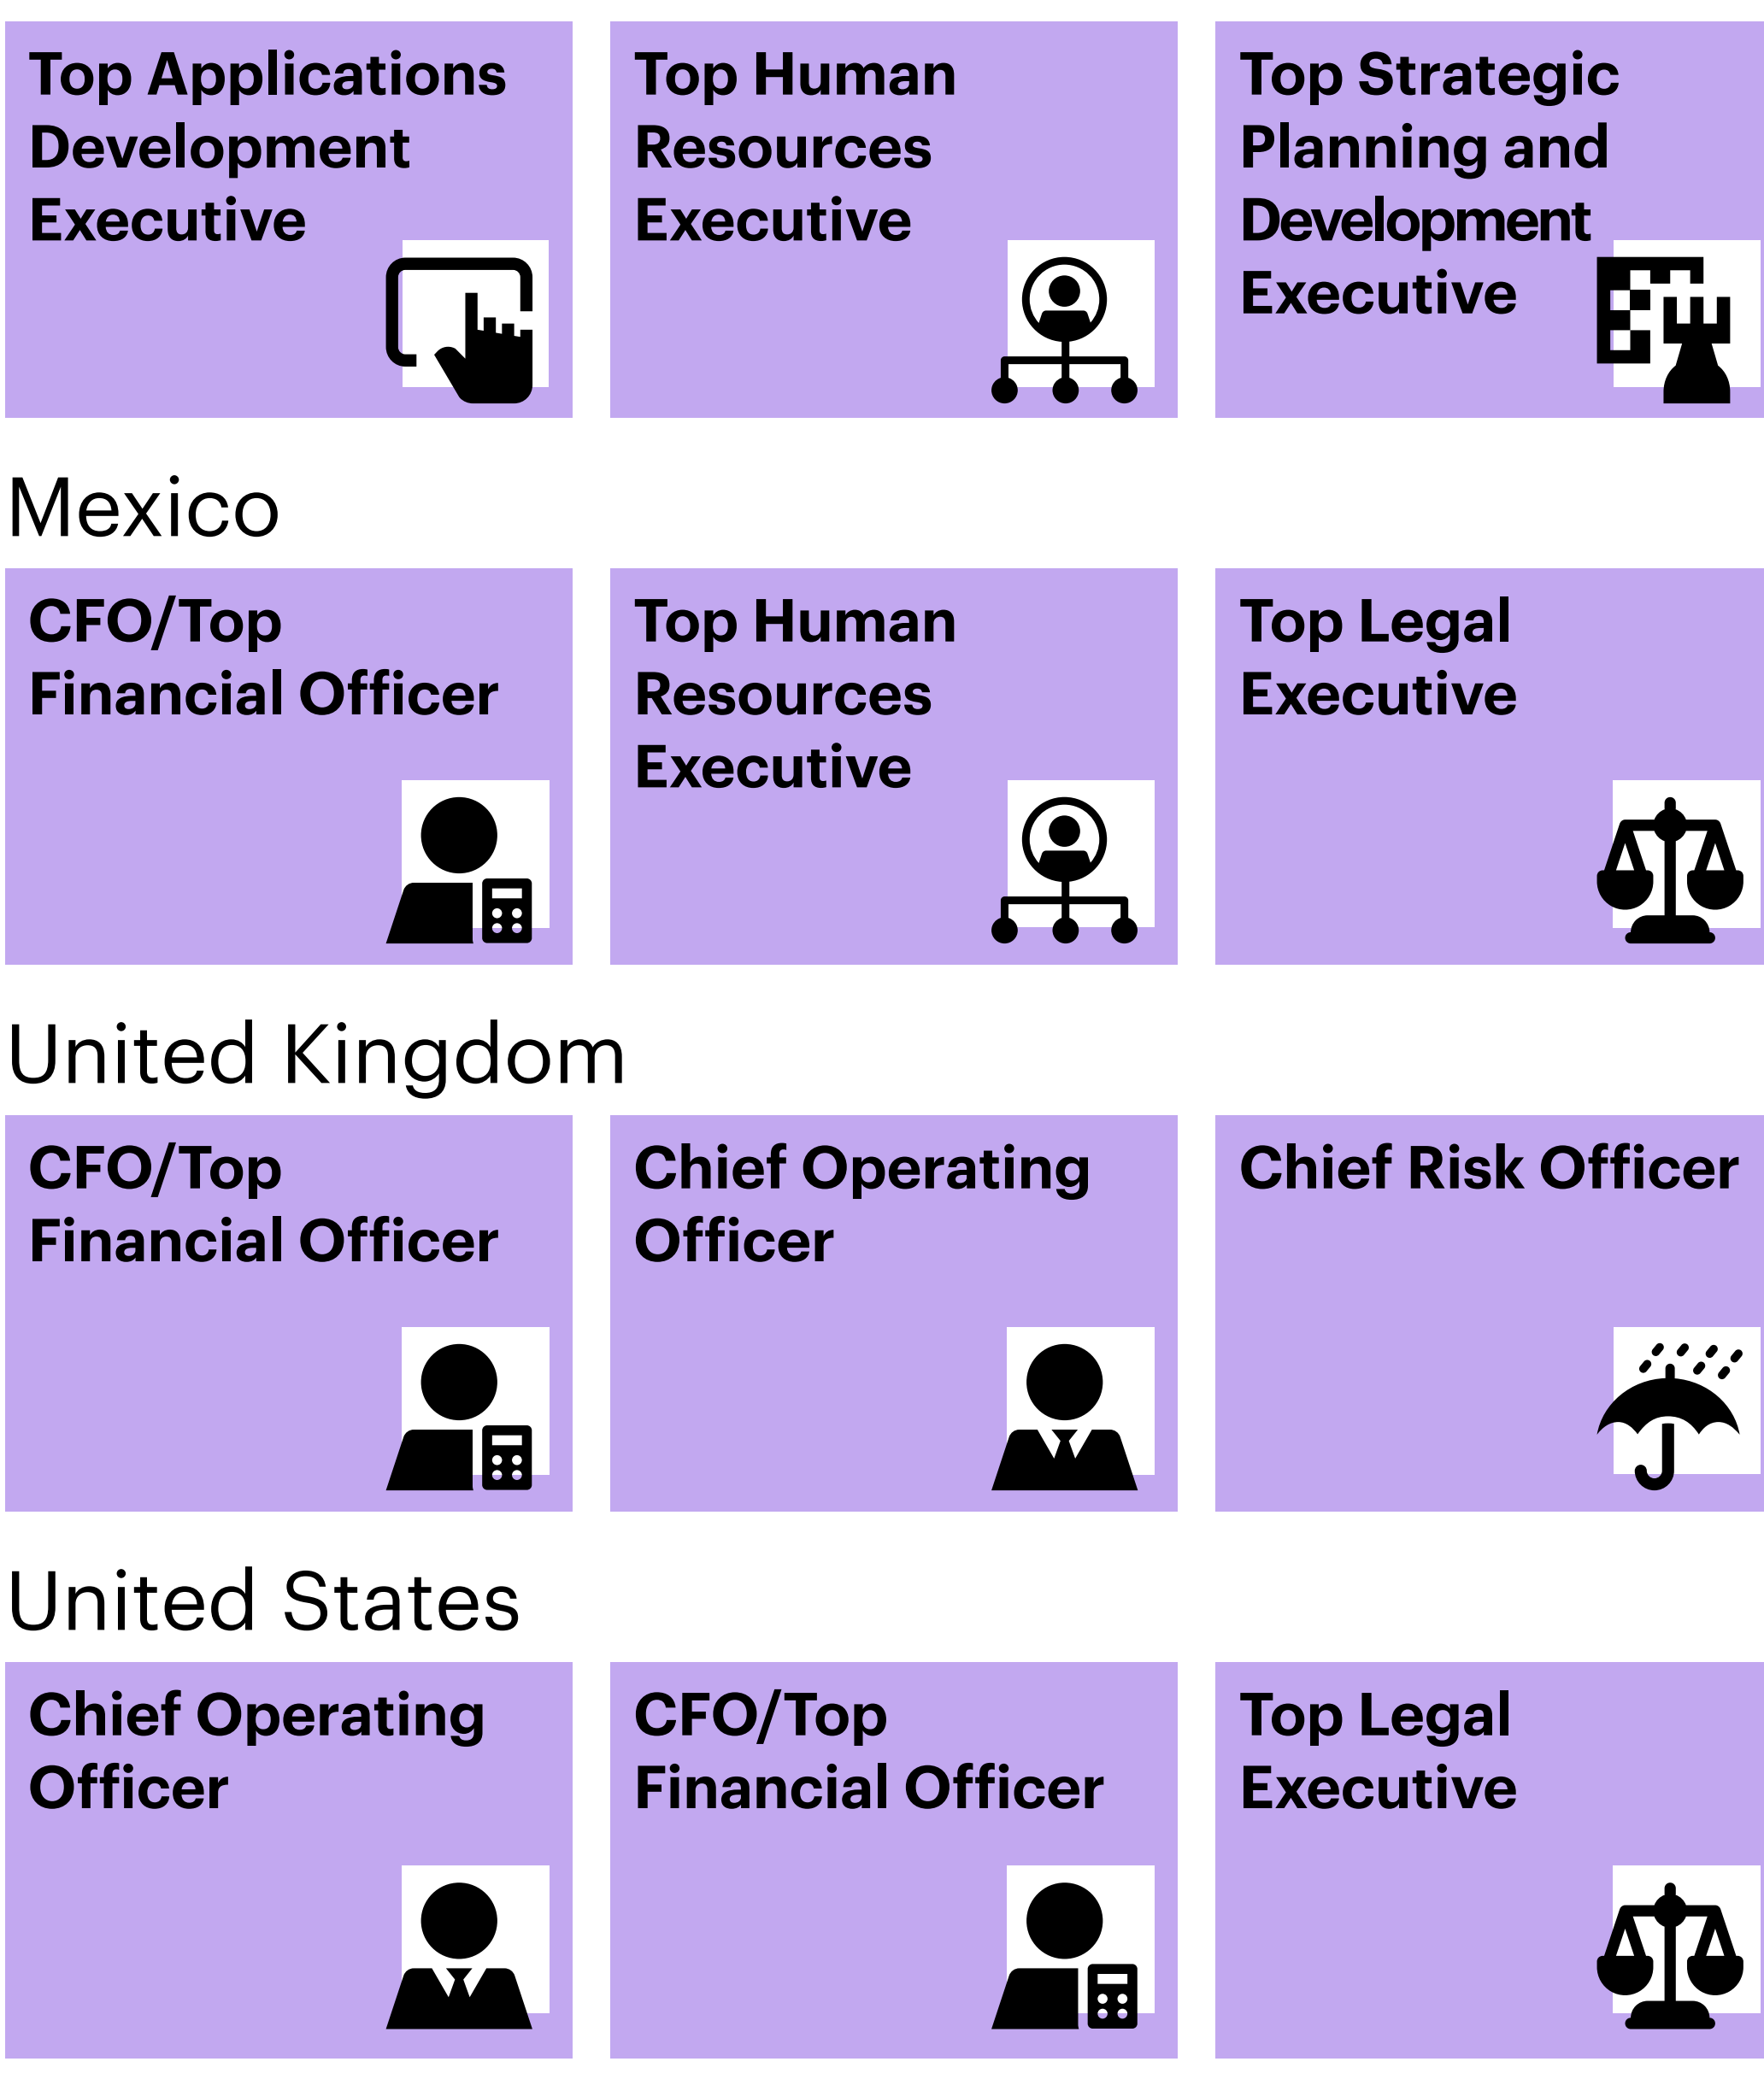 Top Applications
Development
Executive
Top Human
Resources
Executive
Top Strategic
Planning and
Development
Executive
Mexico
CFO/Top
Financial Officer
Top Human
Resources
Executive
Top Legal
Executive
United Kingdom
CFO/Top
Financial Officer
Chief Operating
Officer
Chief Risk Officer
United States
Chief Operating
Officer
CFO/Top
Financial Officer
Top Legal
Executive